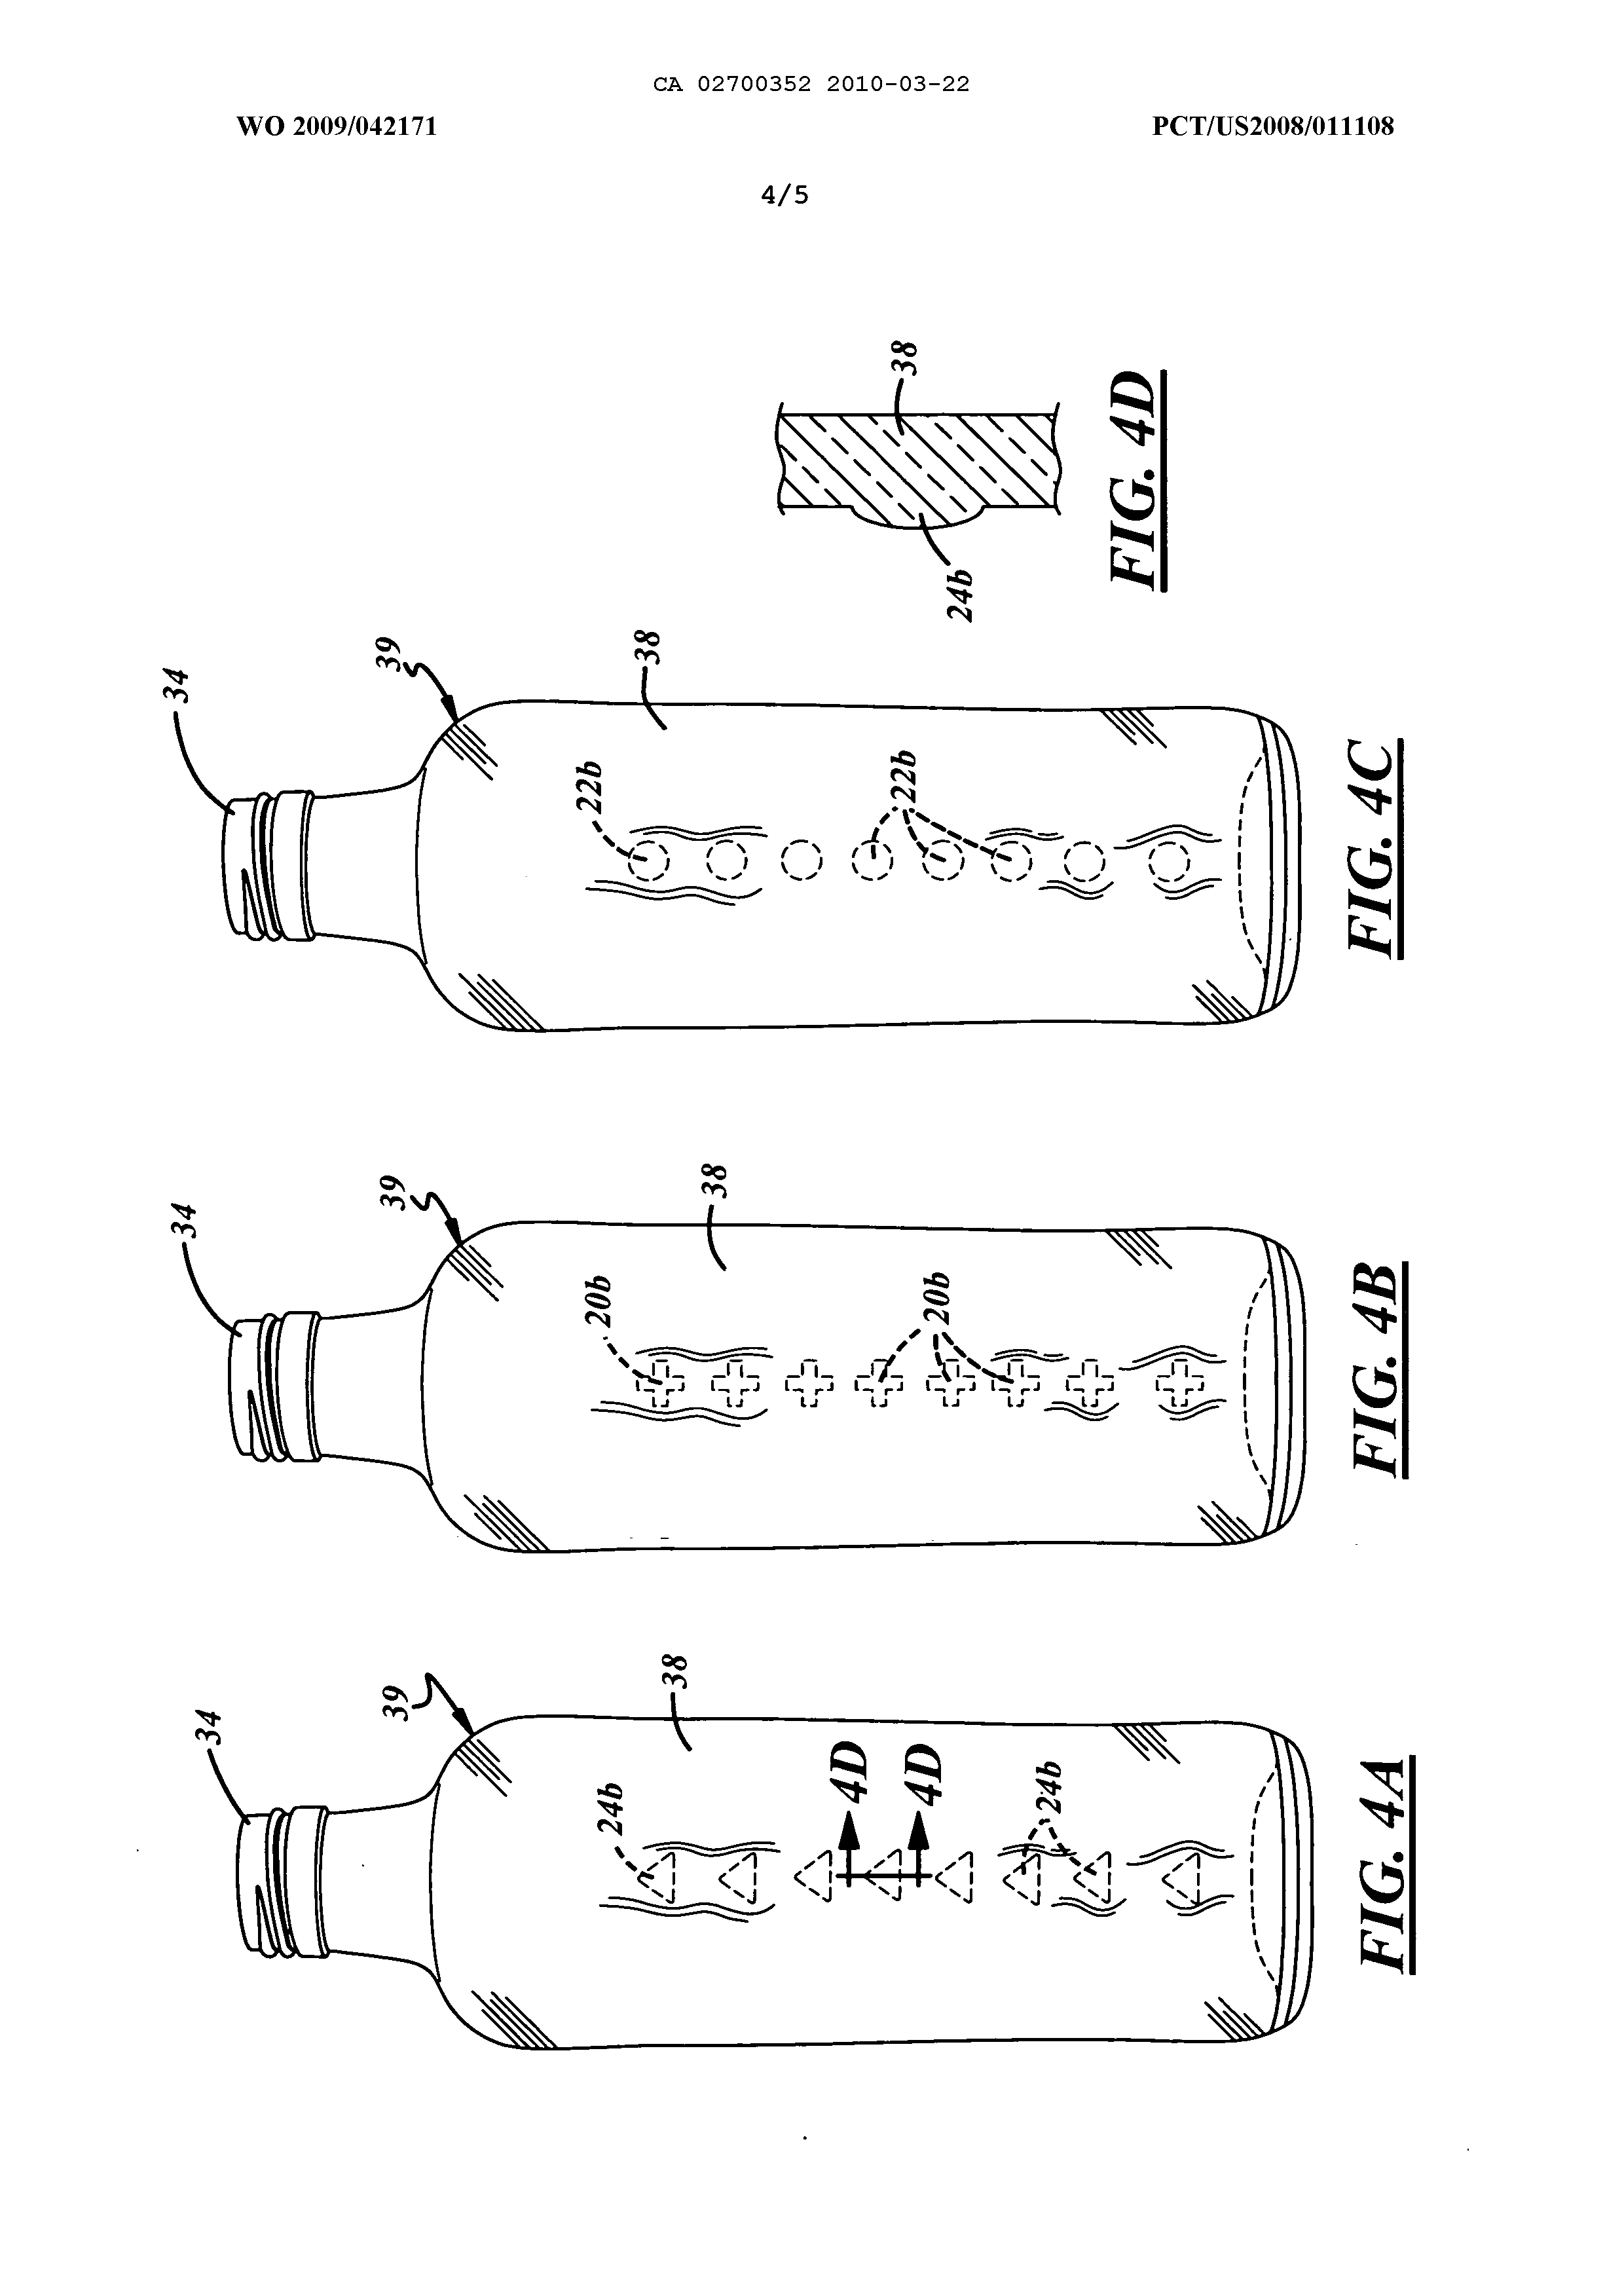 CA 02700352 2010-03-22
WO 2009/042171
PCT/US2008/011108
4/5
34
39
38
24b
4D
4D
24b
FIG. 4A
34
39
38
20b
20b
FIG. 4B
34
39
38
22b
22b
FIG. 4C
38
24b
FIG. 4D